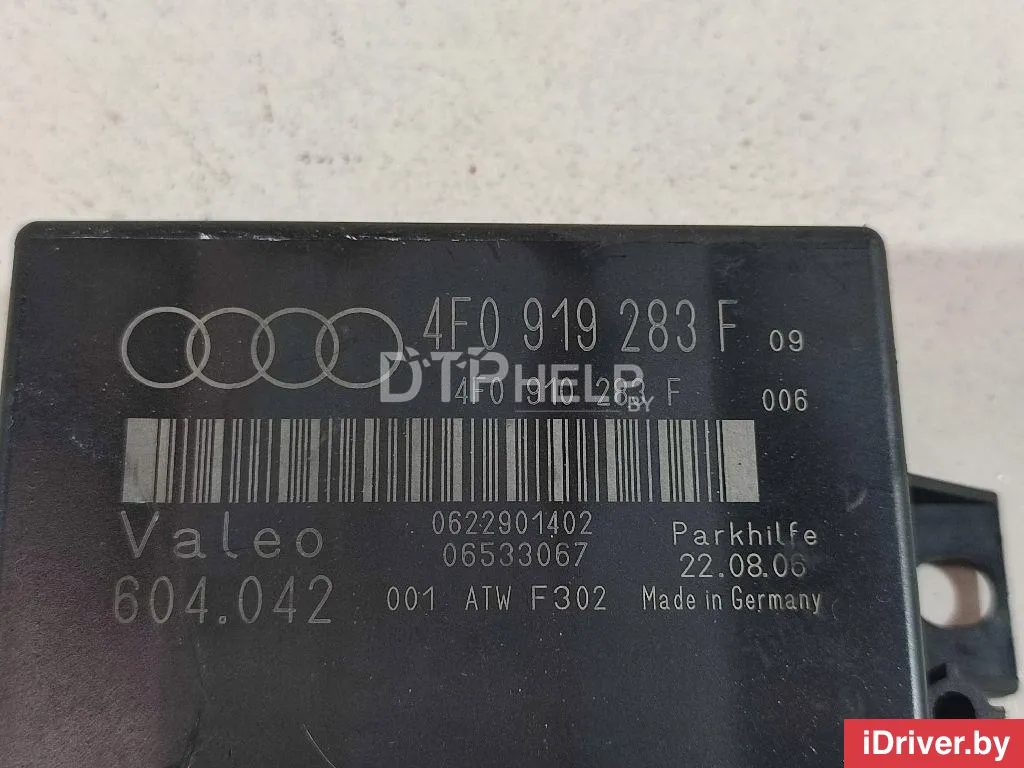 4F0 919 283 F 09
4F0 910 283 F 006
DTPHELP.BY
Valeo 0622901402 Parkhilfe
06533067 22.08.06
604.042 001 ATW F302 Made in Germany
iDriver.by